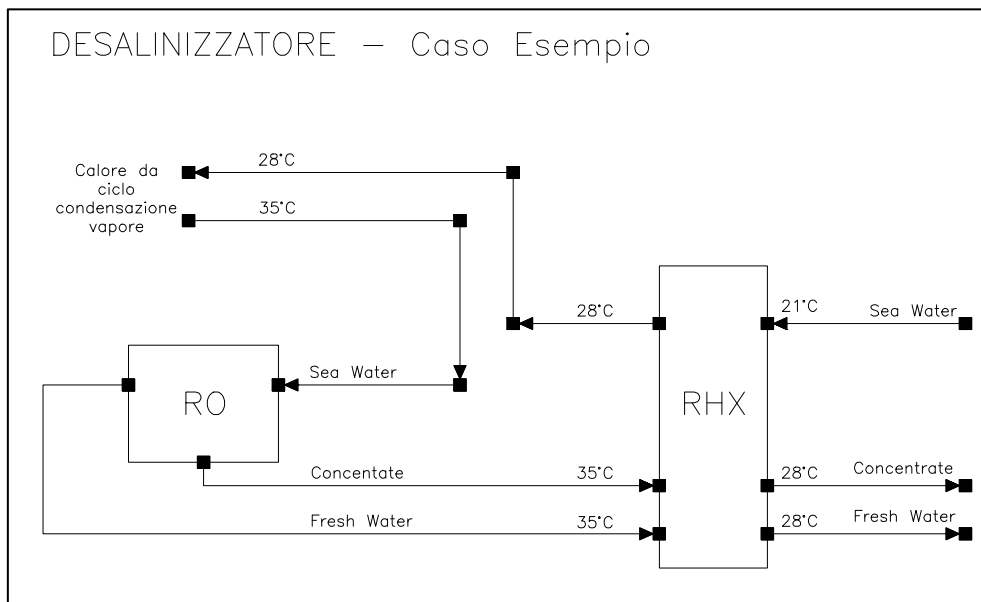 DESALINIZZATORE – Caso Esempio
Calore da
ciclo
condensazione
vapore
28°C
35°C
28°C
21°C
Sea Water
Sea Water
RO
RHX
Concentate
35°C
28°C
Concentrate
Fresh Water
35°C
28°C
Fresh Water